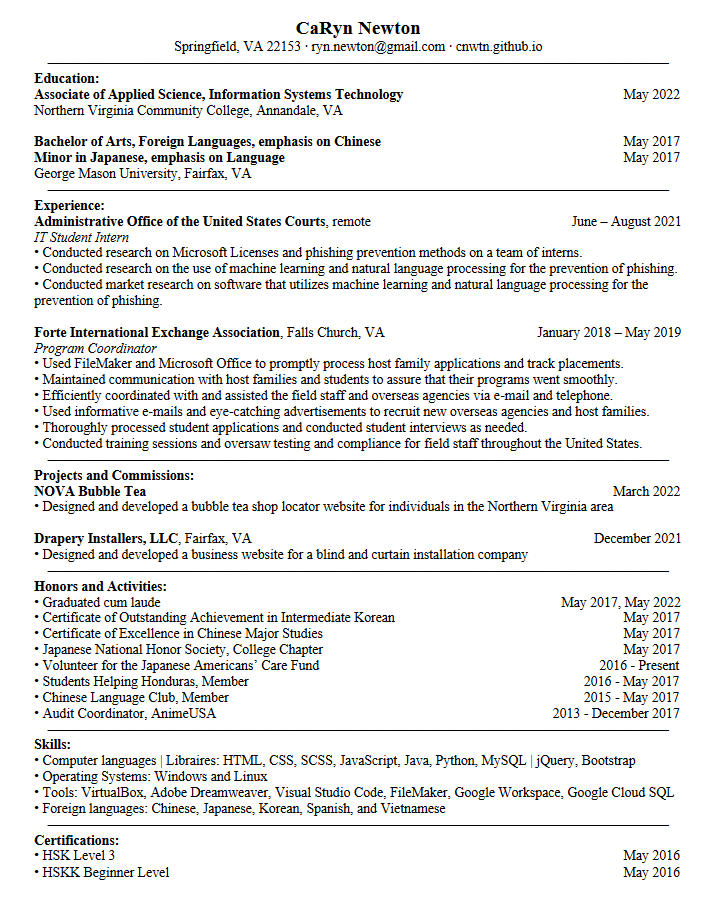 CaRyn Newton
Springfield, VA 22153 · ryn.newton@gmail.com · cnwtn.github.io
Education:
Associate of Applied Science, Information Systems Technology May 2022
Northern Virginia Community College, Annandale, VA
Bachelor of Arts, Foreign Languages, emphasis on Chinese May 2017
Minor in Japanese, emphasis on Language May 2017
George Mason University, Fairfax, VA
Experience:
Administrative Office of the United States Courts, remote June – August 2021
IT Student Intern
• Conducted research on Microsoft Licenses and phishing prevention methods on a team of interns.
• Conducted research on the use of machine learning and natural language processing for the prevention of phishing.
• Conducted market research on software that utilizes machine learning and natural language processing for the
prevention of phishing.
Forte International Exchange Association, Falls Church, VA January 2018 – May 2019
Program Coordinator
• Used FileMaker and Microsoft Office to promptly process host family applications and track placements.
• Maintained communication with host families and students to assure that their programs went smoothly.
• Efficiently coordinated with and assisted the field staff and overseas agencies via e-mail and telephone.
• Used informative e-mails and eye-catching advertisements to recruit new overseas agencies and host families.
• Thoroughly processed student applications and conducted student interviews as needed.
• Conducted training sessions and oversaw testing and compliance for field staff throughout the United States.
Projects and Commissions:
NOVA Bubble Tea March 2022
• Designed and developed a bubble tea shop locator website for individuals in the Northern Virginia area
Drapery Installers, LLC, Fairfax, VA December 2021
• Designed and developed a business website for a blind and curtain installation company
Honors and Activities:
• Graduated cum laude May 2017, May 2022
• Certificate of Outstanding Achievement in Intermediate Korean May 2017
• Certificate of Excellence in Chinese Major Studies May 2017
• Japanese National Honor Society, College Chapter May 2017
• Volunteer for the Japanese Americans’ Care Fund 2016 - Present
• Students Helping Honduras, Member 2016 - May 2017
• Chinese Language Club, Member 2015 - May 2017
• Audit Coordinator, AnimeUSA 2013 - December 2017
Skills:
• Computer languages | Libraires: HTML, CSS, SCSS, JavaScript, Java, Python, MySQL | jQuery, Bootstrap
• Operating Systems: Windows and Linux
• Tools: VirtualBox, Adobe Dreamweaver, Visual Studio Code, FileMaker, Google Workspace, Google Cloud SQL
• Foreign languages: Chinese, Japanese, Korean, Spanish, and Vietnamese
Certifications:
• HSK Level 3 May 2016
• HSKK Beginner Level May 2016